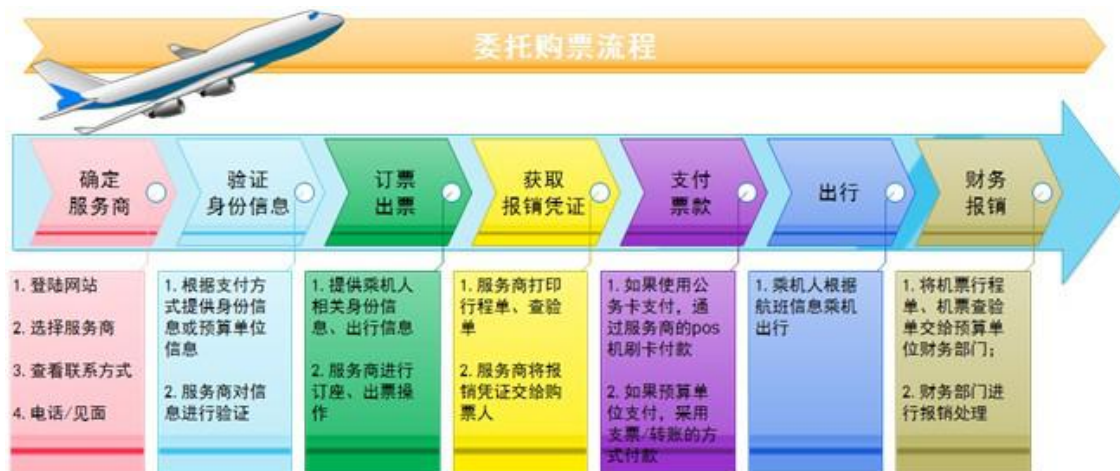 委托购票流程
确定
服务商
验证
身份信息
订票
出票
获取
报销凭证
支付
票款
出行
财务
报销
1. 登陆网站
2. 选择服务商
3. 查看联系方式
4. 电话/见面
1. 根据支付方
式提供身份信
息或预算单位
信息
2. 服务商对信
息进行验证
1. 提供乘机人
相关身份信
息、出行信息
2. 服务商进行
订座、出票操
作
1. 服务商打印
行程单、查验
单
2. 服务商将报
销凭证交给购
票人
1. 如果使用公
务卡支付，通
过服务商的pos
机刷卡付款
2. 如果预算单
位支付，采用
支票/转账的方
式付款
1. 乘机人根据
航班信息乘机
出行
1. 将机票行程
单、机票查验
单交给预算单
位财务部门；
2. 财务部门进
行报销处理